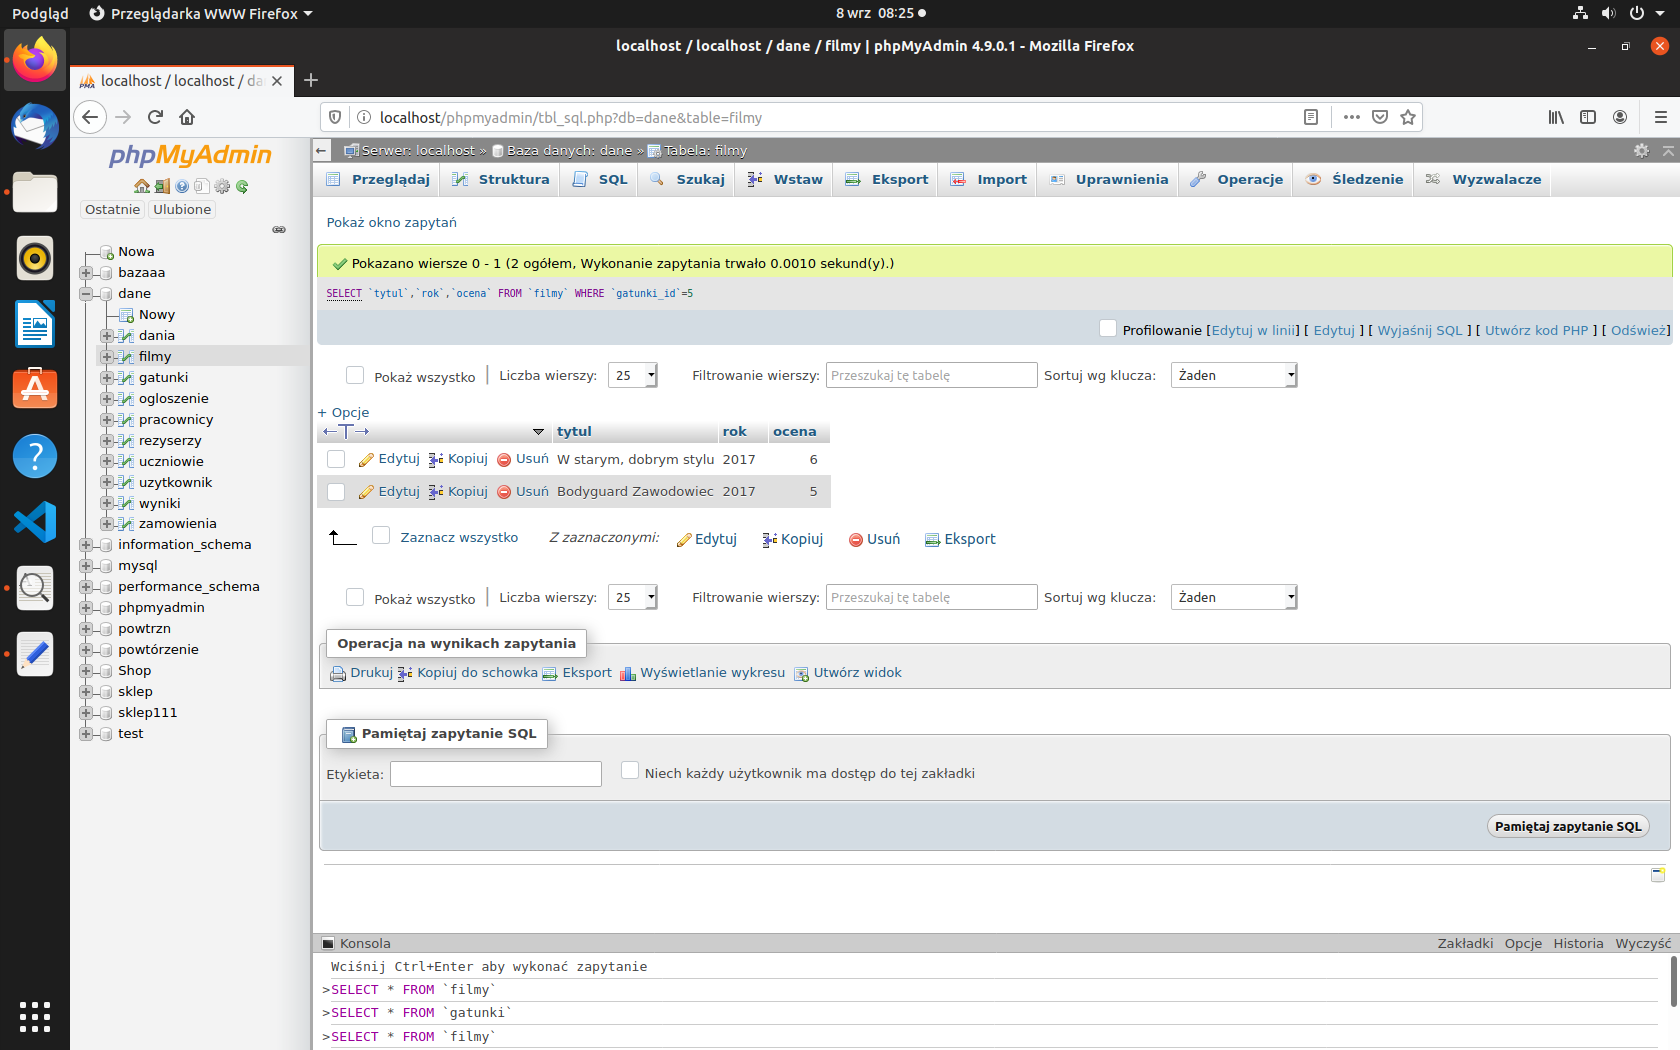 Podgląd Przeglądarka WWW Firefox 8 wrz 08:25
localhost / localhost / dane / filmy | phpMyAdmin 4.9.0.1 - Mozilla Firefox
localhost / localhost / da
localhost/phpmyadmin/tbl_sql.php?db=dane&table=filmy
phpMyAdmin
Ostatnie Ulubione
Nowa
bazaaa
dane
Nowy
dania
filmy
gatunki
ogloszenie
pracownicy
rezyserzy
uczniowie
uzytkownik
wyniki
zamowienia
information_schema
mysql
performance_schema
phpmyadmin
powtrzn
powtórzenie
Shop
sklep
sklep111
test
Serwer: localhost » Baza danych: dane » Tabela: filmy
Przeglądaj Struktura SQL Szukaj Wstaw Eksport Import Uprawnienia Operacje Śledzenie Wyzwalacze
Pokaż okno zapytań
Pokazano wiersze 0 - 1 (2 ogółem, Wykonanie zapytania trwało 0.0010 sekund(y).)
SELECT `tytul`,`rok`,`ocena` FROM `filmy` WHERE `gatunki_id`=5
Profilowanie [Edytuj w linii] [ Edytuj ] [ Wyjaśnij SQL ] [ Utwórz kod PHP ] [ Odśwież]
Pokaż wszystko | Liczba wierszy: 25 Filtrowanie wierszy: Przeszukaj tę tabelę Sortuj wg klucza: Żaden
+ Opcje
←T→ tytul rok ocena
Edytuj Kopiuj Usuń W starym, dobrym stylu 2017 6
Edytuj Kopiuj Usuń Bodyguard Zawodowiec 2017 5
Zaznacz wszystko Z zaznaczonymi: Edytuj Kopiuj Usuń Eksport
Pokaż wszystko | Liczba wierszy: 25 Filtrowanie wierszy: Przeszukaj tę tabelę Sortuj wg klucza: Żaden
Operacja na wynikach zapytania
Drukuj Kopiuj do schowka Eksport Wyświetlanie wykresu Utwórz widok
Pamiętaj zapytanie SQL
Etykieta: Niech każdy użytkownik ma dostęp do tej zakładki
Pamiętaj zapytanie SQL
Konsola Zakładki Opcje Historia Wyczyść
Wciśnij Ctrl+Enter aby wykonać zapytanie
>SELECT * FROM `filmy`
>SELECT * FROM `gatunki`
>SELECT * FROM `filmy`